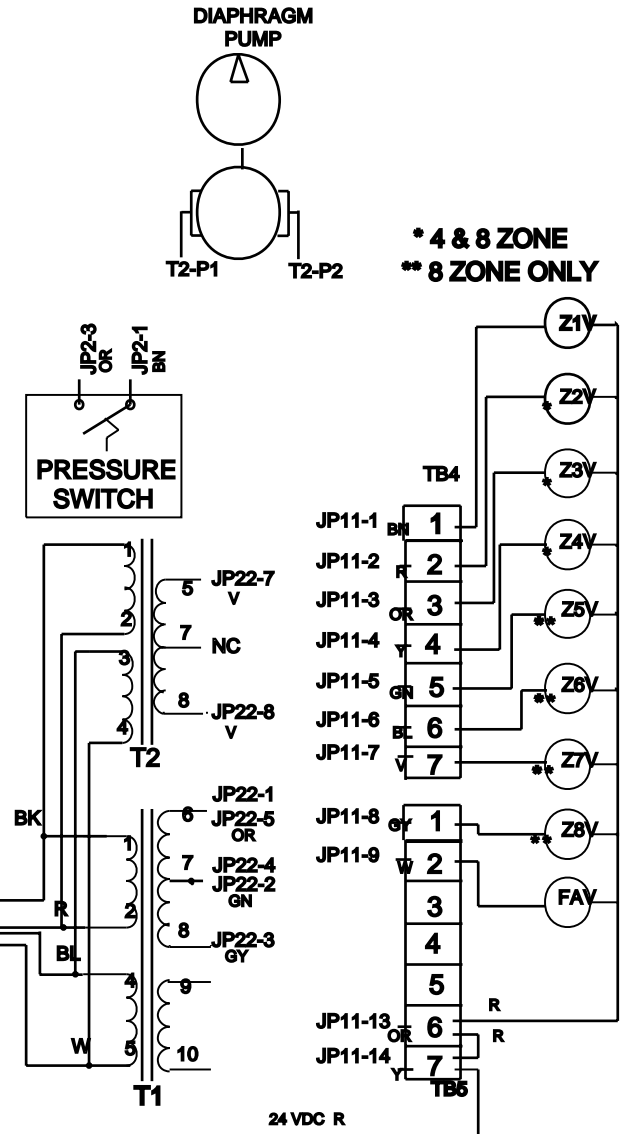 DIAPHRAGM
PUMP
T2-P1
T2-P2
* 4 & 8 ZONE
** 8 ZONE ONLY
JP2-3
OR
JP2-1
BN
PRESSURE
SWITCH
Z1V
* Z2V
* Z3V
* Z4V
** Z5V
** Z6V
** Z7V
** Z8V
FAV
TB4
JP11-1 BN 1
JP11-2 R 2
JP11-3 OR 3
JP11-4 Y 4
JP11-5 GN 5
JP11-6 BL 6
JP11-7 V 7
JP11-8 GY 1
JP11-9 W 2
3
4
5
JP11-13 OR 6 R
JP11-14 Y 7 R
TB5
1
2
3
4
5 JP22-7
V
7 NC
8 JP22-8
V
T2
BK
R
BL
W
1
2
4
5
6 JP22-1
JP22-5
OR
7 JP22-4
JP22-2
GN
8 JP22-3
GY
9
10
T1
24 VDC R